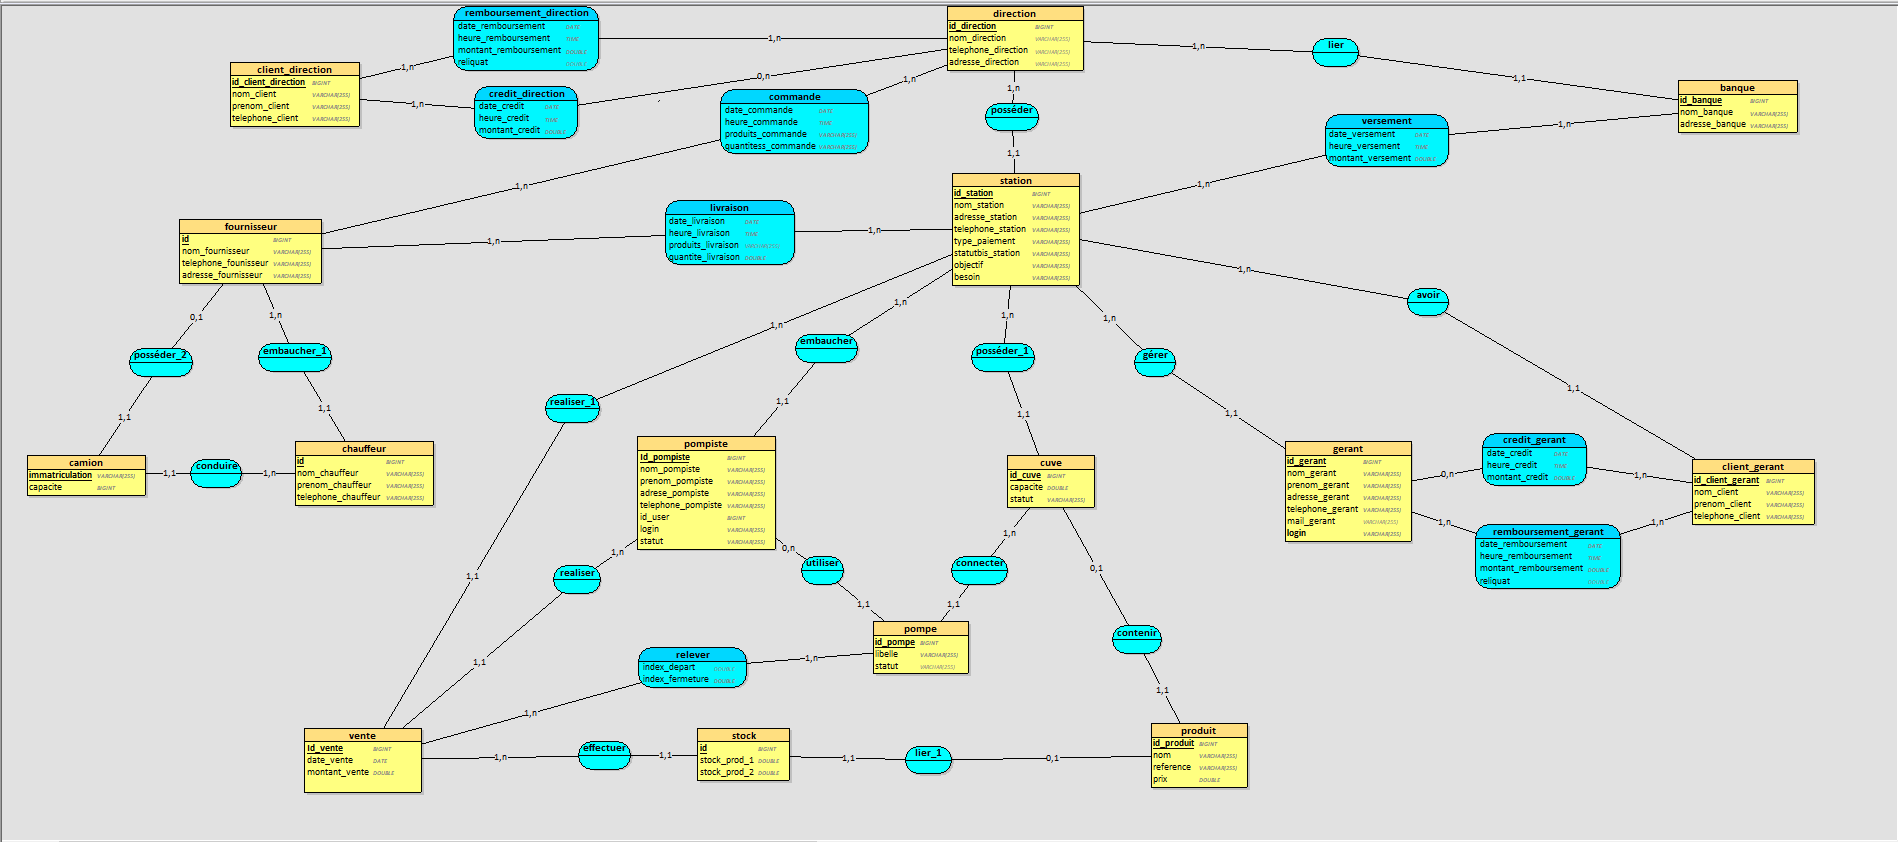 remboursement_direction
date_remboursement DATE
heure_remboursement TIME
montant_remboursement DOUBLE
reliquat DOUBLE
direction
id_direction BIGINT
nom_direction VARCHAR(255)
telephone_direction VARCHAR(255)
adresse_direction VARCHAR(255)
1,n
1,n
lier
1,1
client_direction
id_client_direction BIGINT
nom_client VARCHAR(255)
prenom_client VARCHAR(255)
telephone_client VARCHAR(255)
1,n
1,n
credit_direction
date_credit DATE
heure_credit TIME
montant_credit DOUBLE
0,n
commande
date_commande DATE
heure_commande TIME
produits_commande VARCHAR(255)
quantitess_commande VARCHAR(255)
1,n
1,n
1,n
posséder
1,1
banque
id_banque BIGINT
nom_banque VARCHAR(255)
adresse_banque VARCHAR(255)
versement
date_versement DATE
heure_versement TIME
montant_versement DOUBLE
1,n
1,n
station
id_station BIGINT
nom_station VARCHAR(255)
adresse_station VARCHAR(255)
telephone_station VARCHAR(255)
type_paiement VARCHAR(255)
statutbis_station VARCHAR(255)
objectif VARCHAR(255)
besoin VARCHAR(255)
fournisseur
id BIGINT
nom_fournisseur VARCHAR(255)
telephone_founisseur VARCHAR(255)
adresse_fournisseur VARCHAR(255)
1,n
livraison
date_livraison DATE
heure_livraison TIME
produits_livraison VARCHAR(255)
quantite_livraison DOUBLE
1,n
1,n
avoir
1,1
0,1
posséder_2
1,1
1,n
embaucher_1
1,1
1,n
realiser_1
1,1
1,n
embaucher
1,1
1,n
posséder_1
1,1
1,n
gérer
1,1
camion
immatriculation VARCHAR(255)
capacite BIGINT
1,1
conduire
1,n
chauffeur
id BIGINT
nom_chauffeur VARCHAR(255)
prenom_chauffeur VARCHAR(255)
telephone_chauffeur VARCHAR(255)
pompiste
Id_pompiste BIGINT
nom_pompiste VARCHAR(255)
prenom_pompiste VARCHAR(255)
adrese_pompiste VARCHAR(255)
telephone_pompiste VARCHAR(255)
id_user BIGINT
login VARCHAR(255)
statut VARCHAR(255)
cuve
id_cuve BIGINT
capacite DOUBLE
statut VARCHAR(255)
gerant
id_gerant BIGINT
nom_gerant VARCHAR(255)
prenom_gerant VARCHAR(255)
adresse_gerant VARCHAR(255)
telephone_gerant VARCHAR(255)
mail_gerant VARCHAR(255)
login VARCHAR(255)
0,n
credit_gerant
date_credit DATE
heure_credit TIME
montant_credit DOUBLE
1,n
client_gerant
id_client_gerant BIGINT
nom_client VARCHAR(255)
prenom_client VARCHAR(255)
telephone_client VARCHAR(255)
1,n
remboursement_gerant
date_remboursement DATE
heure_remboursement TIME
montant_remboursement DOUBLE
reliquat DOUBLE
1,n
1,n
realiser
1,1
0,n
utiliser
1,1
1,n
connecter
1,1
0,1
contenir
1,1
pompe
id_pompe BIGINT
libelle VARCHAR(255)
statut VARCHAR(255)
relever
index_depart DOUBLE
index_fermeture DOUBLE
1,n
1,n
vente
Id_vente BIGINT
date_vente DATE
montant_vente DOUBLE
1,n
effectuer
1,1
stock
id BIGINT
stock_prod_1 DOUBLE
stock_prod_2 DOUBLE
1,1
lier_1
0,1
produit
id_produit BIGINT
nom VARCHAR(255)
reference VARCHAR(255)
prix DOUBLE